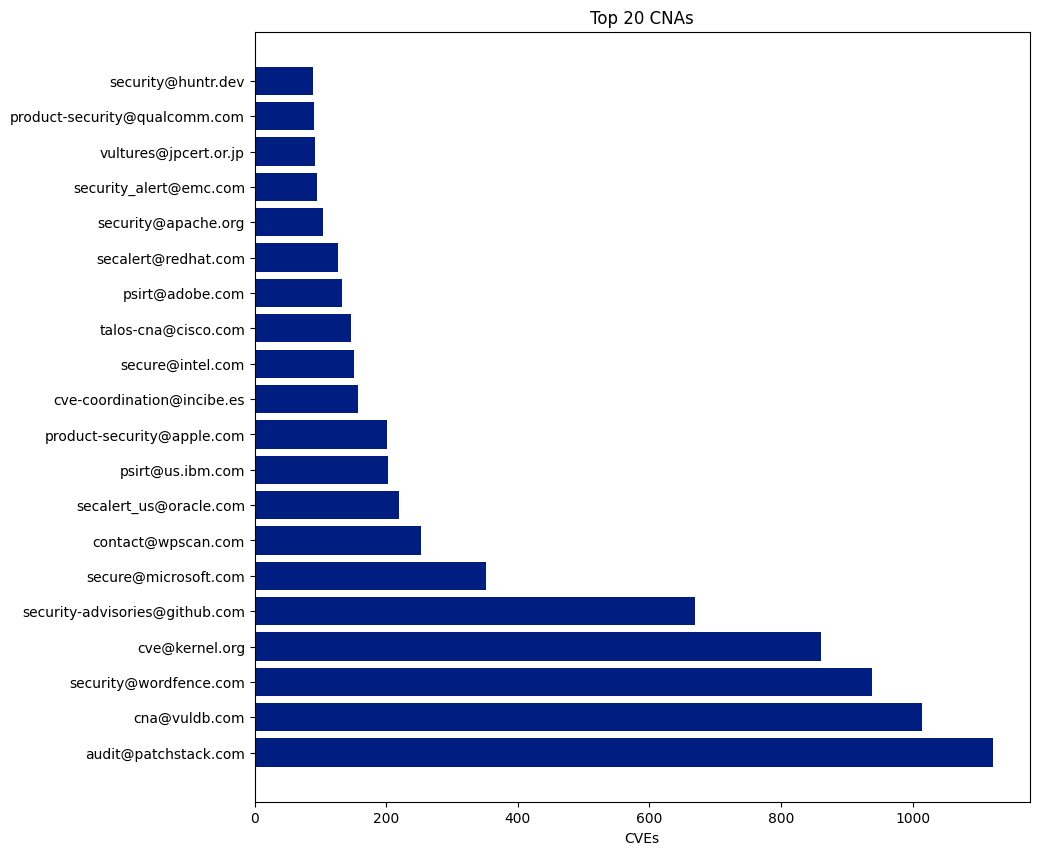 Top 20 CNAs
security@huntr.dev
product-security@qualcomm.com
vultures@jpcert.or.jp
security_alert@emc.com
security@apache.org
secalert@redhat.com
psirt@adobe.com
talos-cna@cisco.com
secure@intel.com
cve-coordination@incibe.es
product-security@apple.com
psirt@us.ibm.com
secalert_us@oracle.com
contact@wpscan.com
secure@microsoft.com
security-advisories@github.com
cve@kernel.org
security@wordfence.com
cna@vuldb.com
audit@patchstack.com
0 200 400 600 800 1000
CVEs